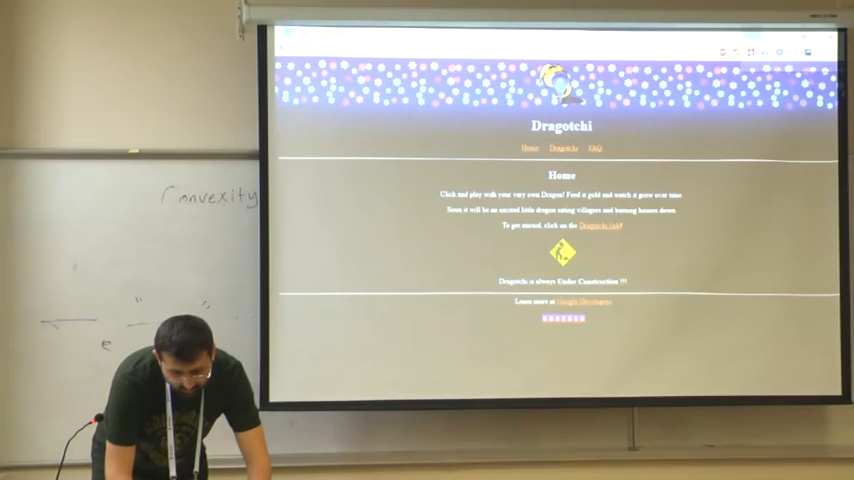 Convexity
e
Dragotchi
Home Dragotchi FAQ
Home
Click and play with your very own Dragon! Feed it gold and watch it grow over time.
Soon it will be an excited little dragon eating villagers and burning houses down.
To get started, click on the Dragotchi link!
Dragotchi is always Under Construction !!!
Learn more at Google Developers